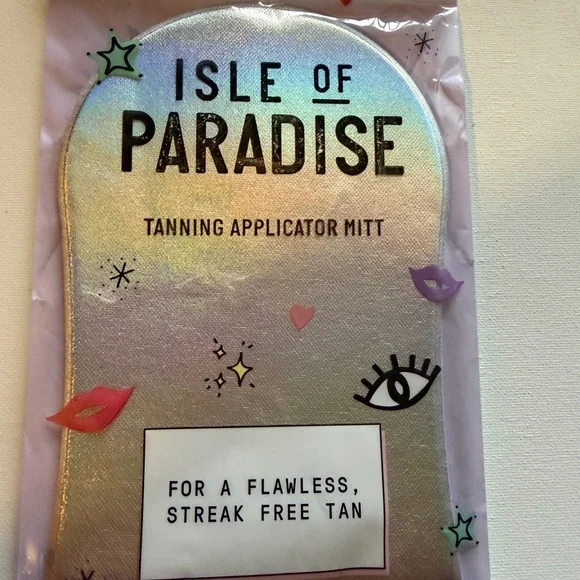 ISLE OF
PARADISE
TANNING APPLICATOR MITT
FOR A FLAWLESS,
STREAK FREE TAN